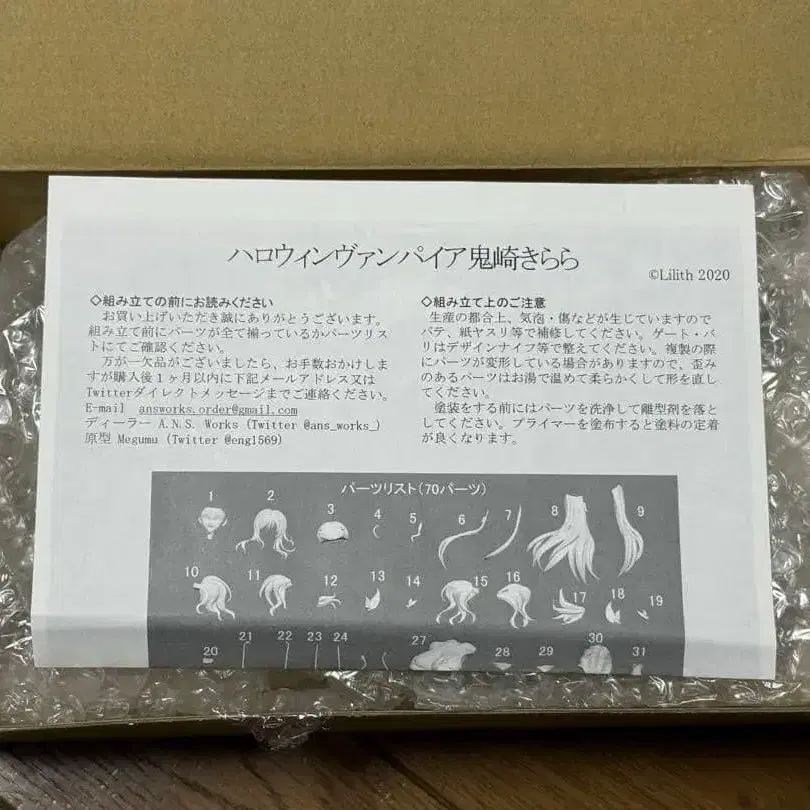 ハロウィンヴァンパイア鬼崎きらら
©Lilith 2020
◇組み立ての前にお読みください
お買い上げいただき誠にありがとうございます。
組み立て前にパーツが全て揃っているかパーツリス
トにてご確認ください。
万が一欠品がございましたら、お手数おかけしま
すが購入後1ヶ月以内に下記メールアドレス又は
Twitterダイレクトメッセージまでご連絡ください。
E-mail answorks.order@gmail.com
ディーラー A.N.S. Works (Twitter @ans_works_)
原型 Megumu (Twitter @eng1569)
◇組み立て上のご注意
生産の都合上、気泡・傷などが生じていますので
パテ、紙ヤスリ等で補修してください。ゲート・バ
リはデザインナイフ等で整えてください。複製の際
にパーツが変形している場合がありますので、歪み
のあるパーツはお湯で温めて柔らかくして形を直し
てください。
塗装をする前にはパーツを洗浄して離型剤を落と
してください。プライマーを塗布すると塗料の定着
が良くなります。
パーツリスト(70パーツ)
1 2 3 4 5 6 7 8 9
10 11 12 13 14 15 16 17 18 19
20 21 22 23 24 27 28 29 30 31